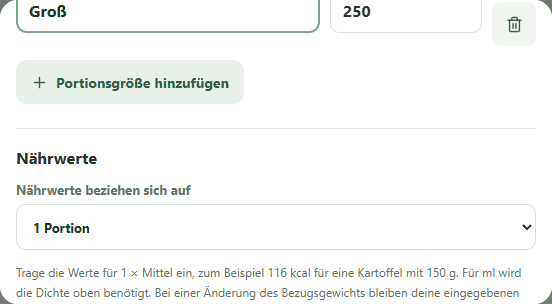 Groß
250
+ Portionsgröße hinzufügen
Nährwerte
Nährwerte beziehen sich auf
1 Portion
Trage die Werte für 1 × Mittel ein, zum Beispiel 116 kcal für eine Kartoffel mit 150 g. Für ml wird
die Dichte oben benötigt. Bei einer Änderung des Bezugsgewichts bleiben deine eingegebenen